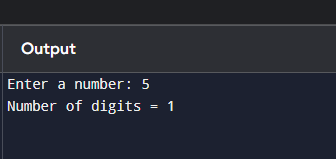 Output
Enter a number: 5
Number of digits = 1